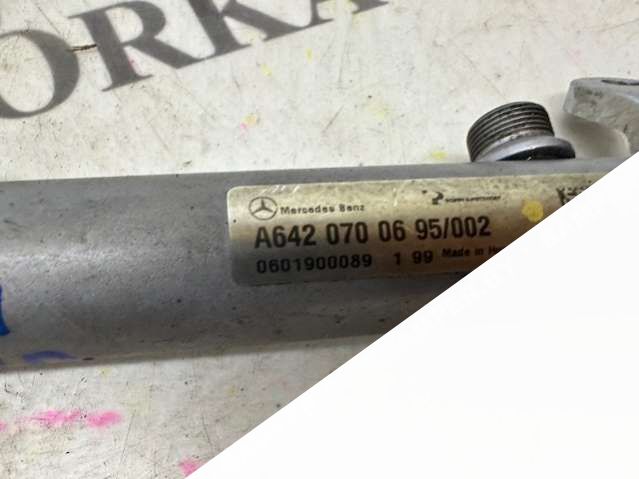 ORKA
Mercedes Benz
A642 070 06 95/002
0601900089 1 99 Made in